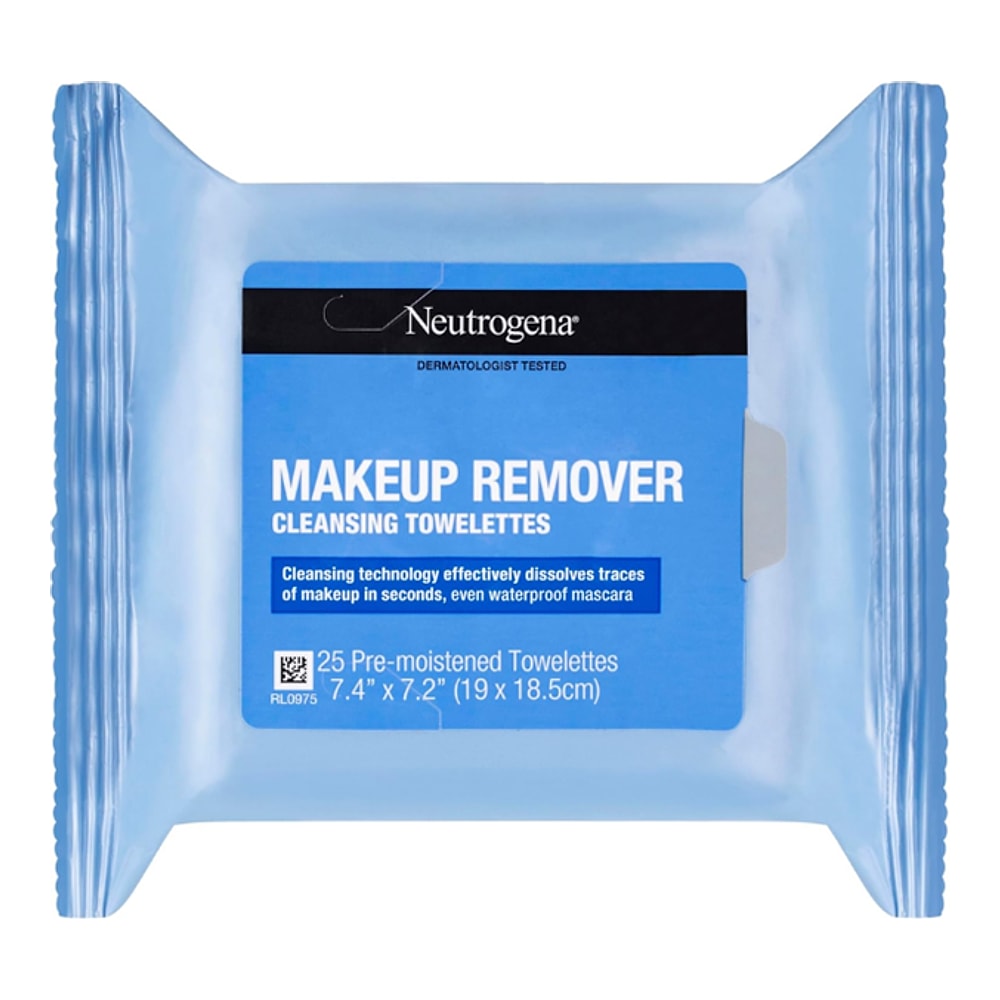 Neutrogena®
DERMATOLOGIST TESTED
MAKEUP REMOVER
CLEANSING TOWELETTES
Cleansing technology effectively dissolves traces
of makeup in seconds, even waterproof mascara
25 Pre-moistened Towelettes
RL0975 7.4” x 7.2” (19 x 18.5cm)